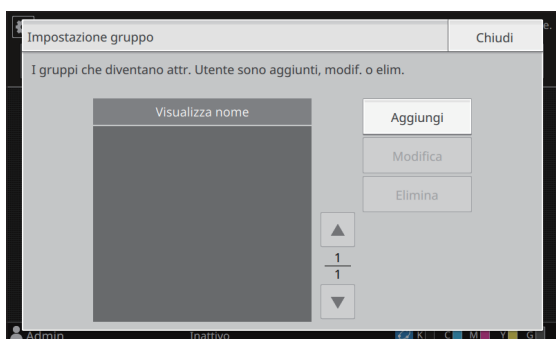 e.
Impostazione gruppo
Chiudi
I gruppi che diventano attr. Utente sono aggiunti, modif. o elim.
Visualizza nome
Aggiungi
Modifica
Elimina
1
1
Admin
Inattivo
K C M Y G